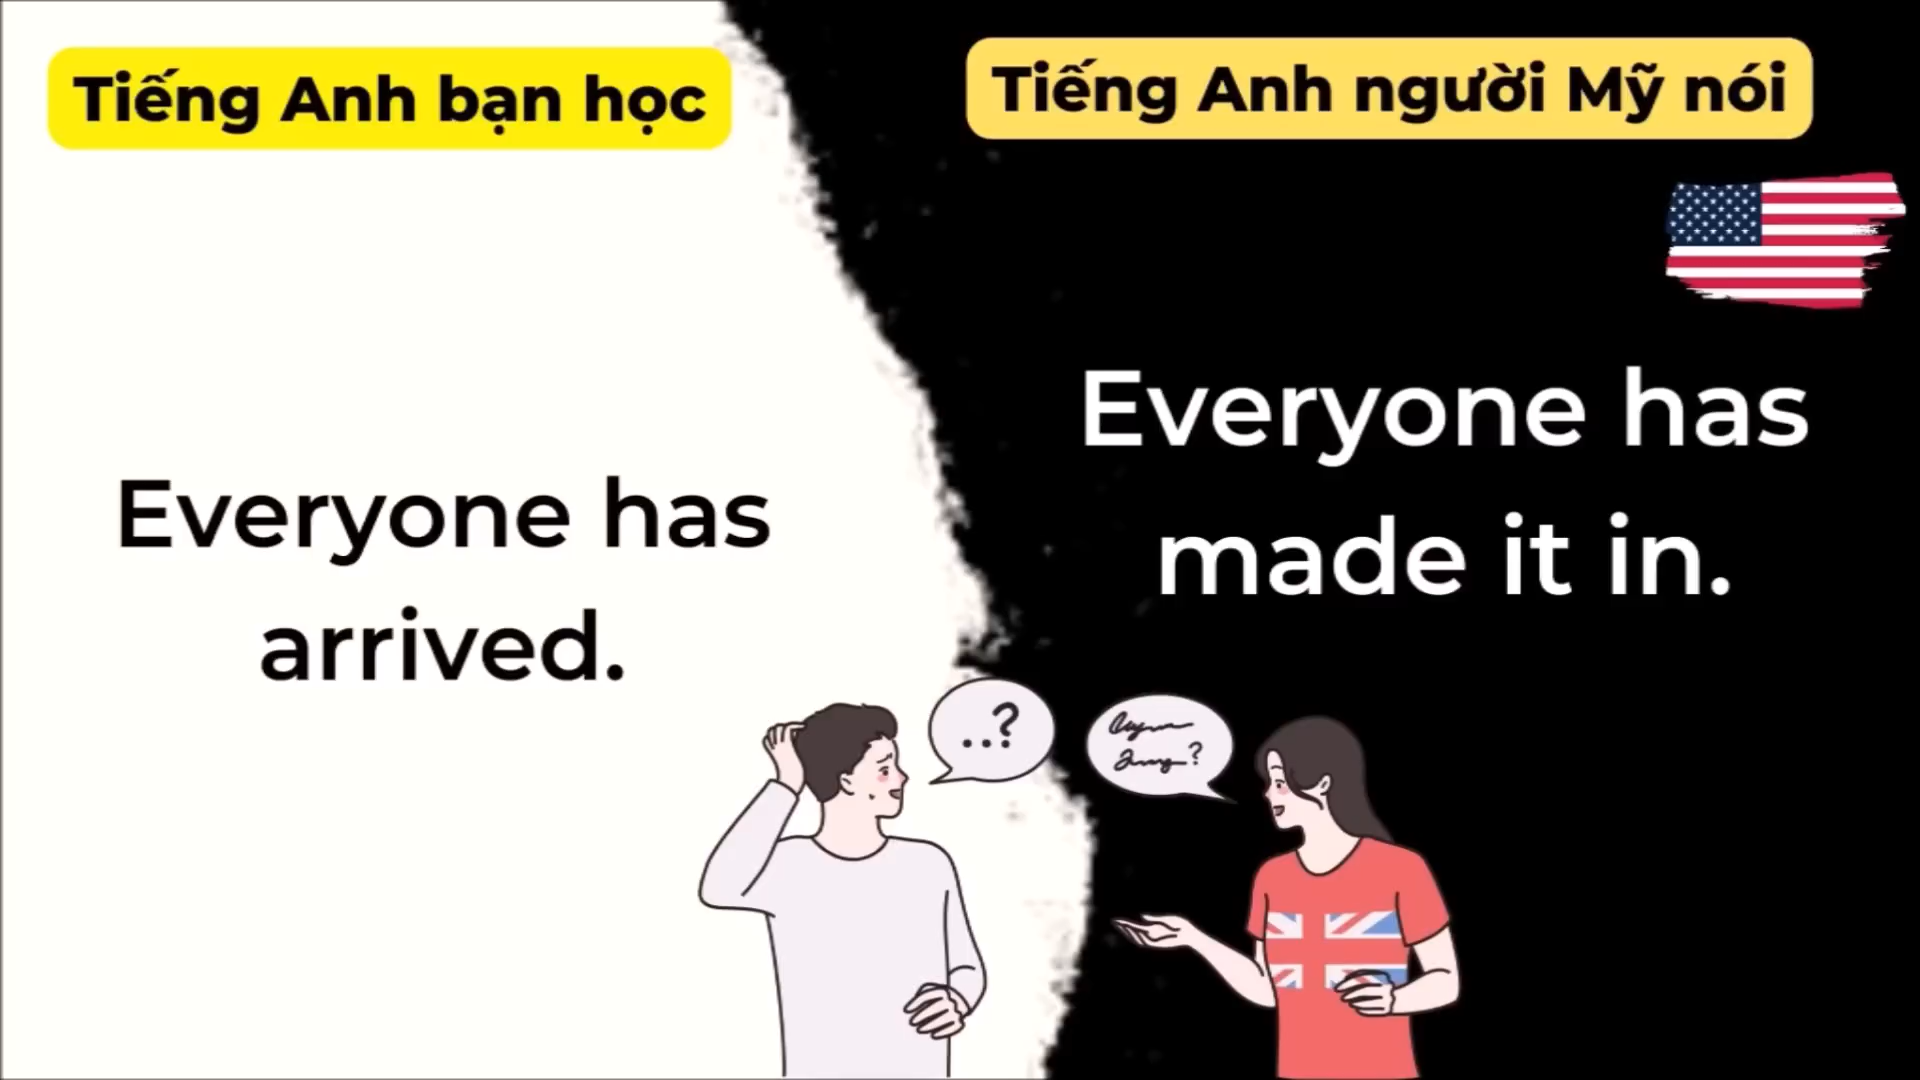 Tiếng Anh bạn học
Everyone has
arrived.
Tiếng Anh người Mỹ nói
Everyone has
made it in.
..?
?